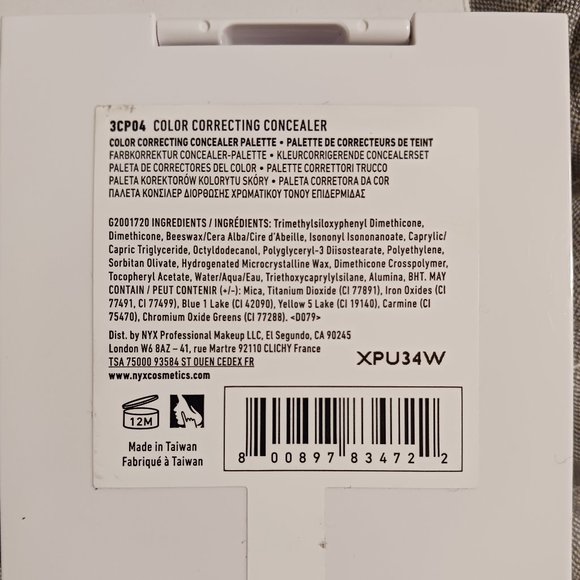 3CP04 COLOR CORRECTING CONCEALER
COLOR CORRECTING CONCEALER PALETTE • PALETTE DE CORRECTEURS DE TEINT
FARBKORREKTUR CONCEALER-PALETTE • KLEURCORRIGERENDE CONCEALERSET
PALETA DE CORRECTORES DEL COLOR • PALETTE CORRETTORI TRUCCO
PALETA KOREKTORÓW KOLORYTU SKÓRY • PALETA CORRETORA DA COR
ΠΑΛΕΤΑ ΚΟΝΣΙΛΕΡ ΔΙΟΡΘΩΣΗΣ ΧΡΩΜΑΤΙΚΟΥ ΤΟΝΟΥ ΕΠΙΔΕΡΜΙΔΑΣ
G2001720 INGREDIENTS / INGRÉDIENTS: Trimethylsiloxyphenyl Dimethicone,
Dimethicone, Beeswax/Cera Alba/Cire d'Abeille, Isononyl Isononanoate, Caprylic/
Capric Triglyceride, Octyldodecanol, Polyglyceryl-3 Diisostearate, Polyethylene,
Sorbitan Olivate, Hydrogenated Microcrystalline Wax, Dimethicone Crosspolymer,
Tocopheryl Acetate, Water/Aqua/Eau, Triethoxycaprylylsilane, Alumina, BHT. MAY
CONTAIN / PEUT CONTENIR (+/-): Mica, Titanium Dioxide (CI 77891), Iron Oxides (CI
77491, CI 77499), Blue 1 Lake (CI 42090), Yellow 5 Lake (CI 19140), Carmine (CI
75470), Chromium Oxide Greens (CI 77288). <D079>
Dist. by NYX Professional Makeup LLC, El Segundo, CA 90245
London W6 8AZ – 41, rue Martre 92110 CLICHY France
TSA 75000 93584 ST OUEN CEDEX FR
www.nyxcosmetics.com
XPU34W
12M
Made in Taiwan
Fabriqué à Taiwan
8 00897 83472 2